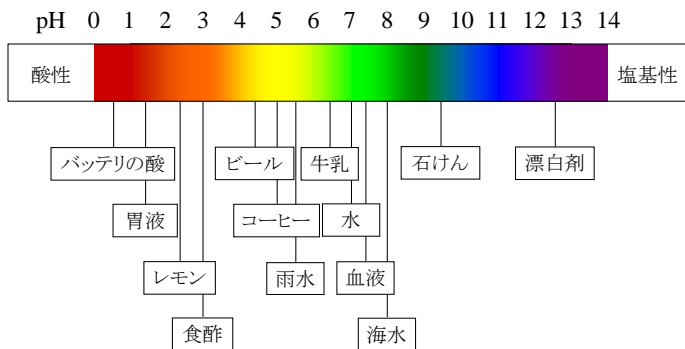 pH 0 1 2 3 4 5 6 7 8 9 10 11 12 13 14
酸性 塩基性
バッテリの酸 ビール 牛乳 石けん 漂白剤
胃液 コーヒー 水
レモン 雨水 血液
食酢 海水